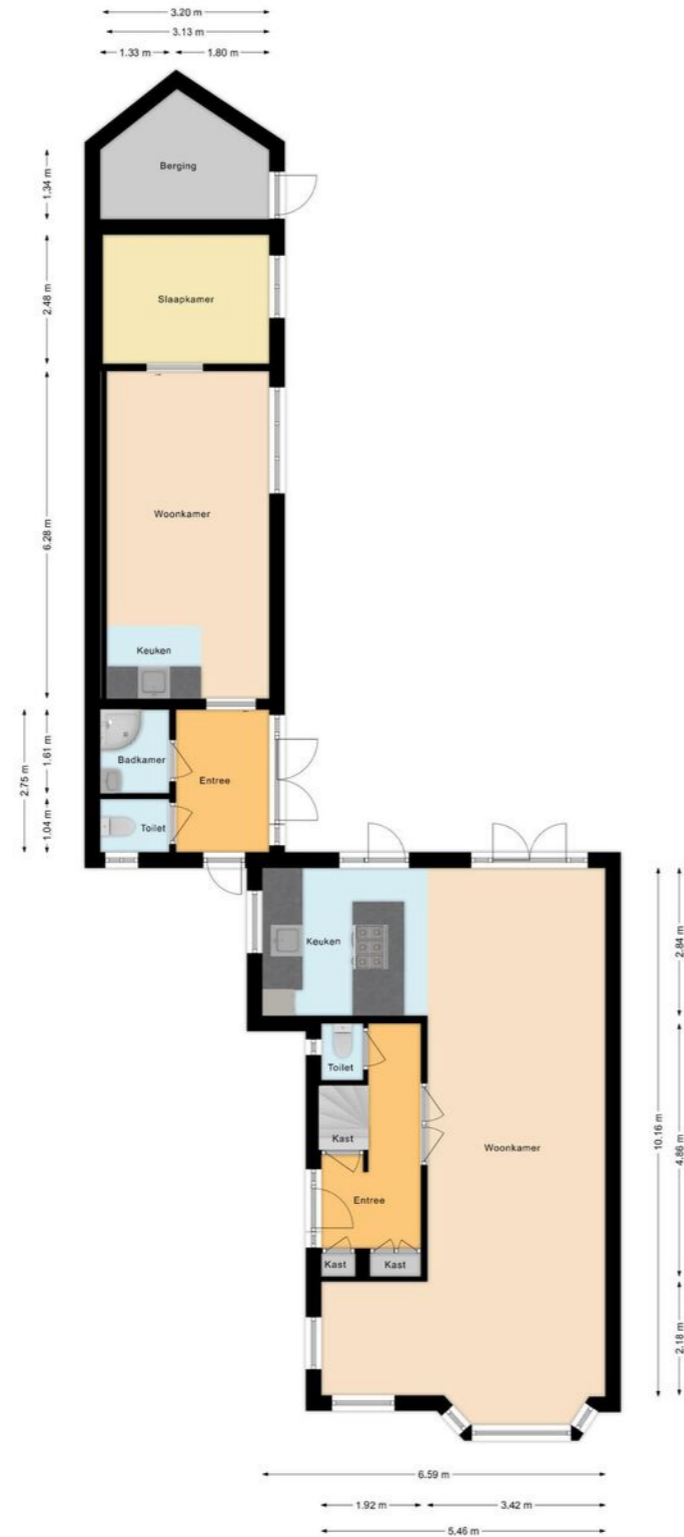 3.20 m
3.13 m
1.33 m 1.80 m
Berging
1.34 m
Slaapkamer
2.48 m
Woonkamer
6.28 m
Keuken
Badkamer
Entree
1.61 m
2.75 m
Toilet
1.04 m
Keuken
2.84 m
Toilet
Kast
Woonkamer
10.16 m
4.86 m
Entree
Kast Kast
2.18 m
6.59 m
1.92 m 3.42 m
5.46 m